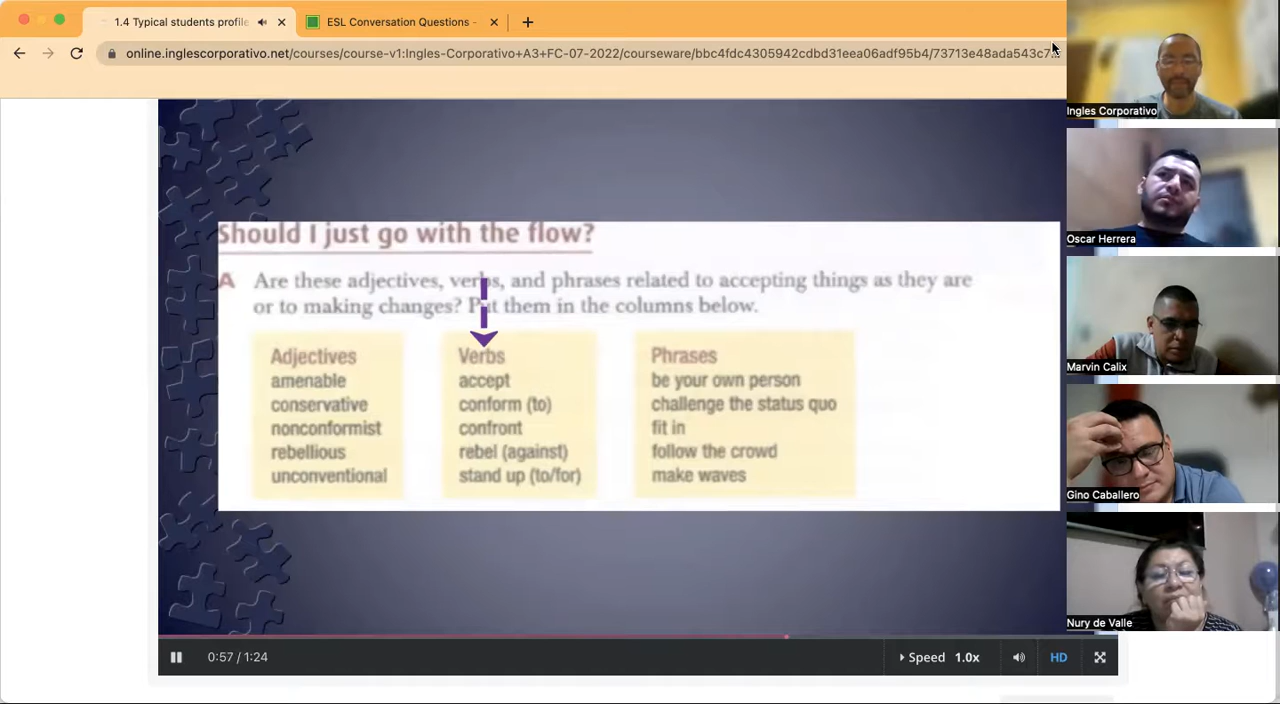 1.4 Typical students profile
ESL Conversation Questions -
online.inglescorporativo.net/courses/course-v1:Ingles-Corporativo+A3+FC-07-2022/courseware/bbc4fdc4305942cdbd31eea06adf95b4/73713e48ada543c7...
Ingles Corporativo
Oscar Herrera
Marvin Calix
Gino Caballero
Nury de Valle
Should I just go with the flow?
A Are these adjectives, verbs, and phrases related to accepting things as they are
or to making changes? Put them in the columns below.
Adjectives
amenable
conservative
nonconformist
rebellious
unconventional
Verbs
accept
conform (to)
confront
rebel (against)
stand up (to/for)
Phrases
be your own person
challenge the status quo
fit in
follow the crowd
make waves
0:57 / 1:24
Speed 1.0x
HD